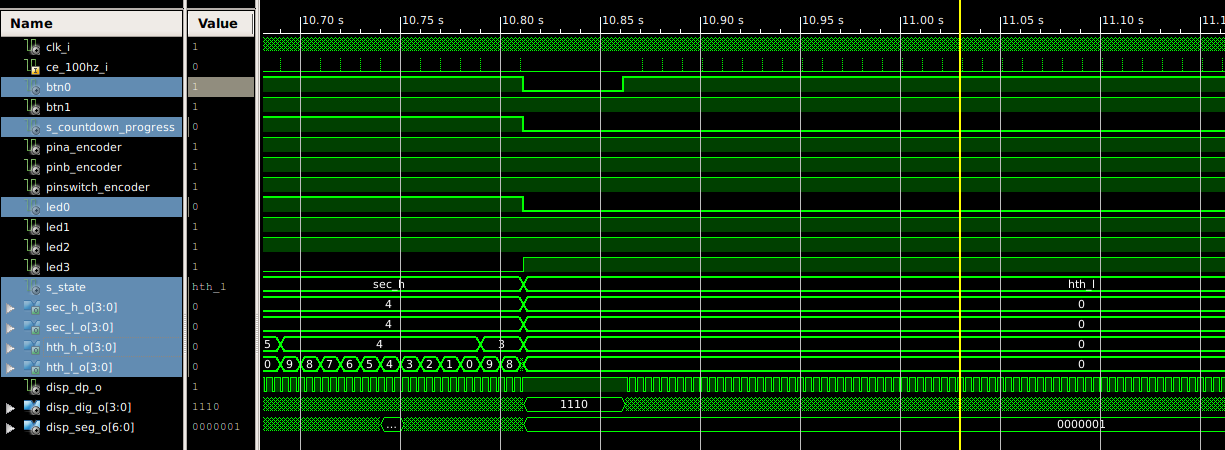 Name Value 10.70 s 10.75 s 10.80 s 10.85 s 10.90 s 10.95 s 11.00 s 11.05 s 11.10 s 11.1
clk_i 1
ce_100hz_i 0
btn0 1
btn1 1
s_countdown_progress 0
pina_encoder 1
pinb_encoder 1
pinswitch_encoder 1
led0 0
led1 1
led2 1
led3 1
s_state hth_l sec_h hth_l
sec_h_o[3:0] 0 4 0
sec_l_o[3:0] 0 4 0
hth_h_o[3:0] 0 5 4 3 0
hth_l_o[3:0] 0 0 9 8 7 6 5 4 3 2 1 0 9 8 0
disp_dp_o 1
disp_dig_o[3:0] 1110 1110
disp_seg_o[6:0] 0000001 ... 0000001